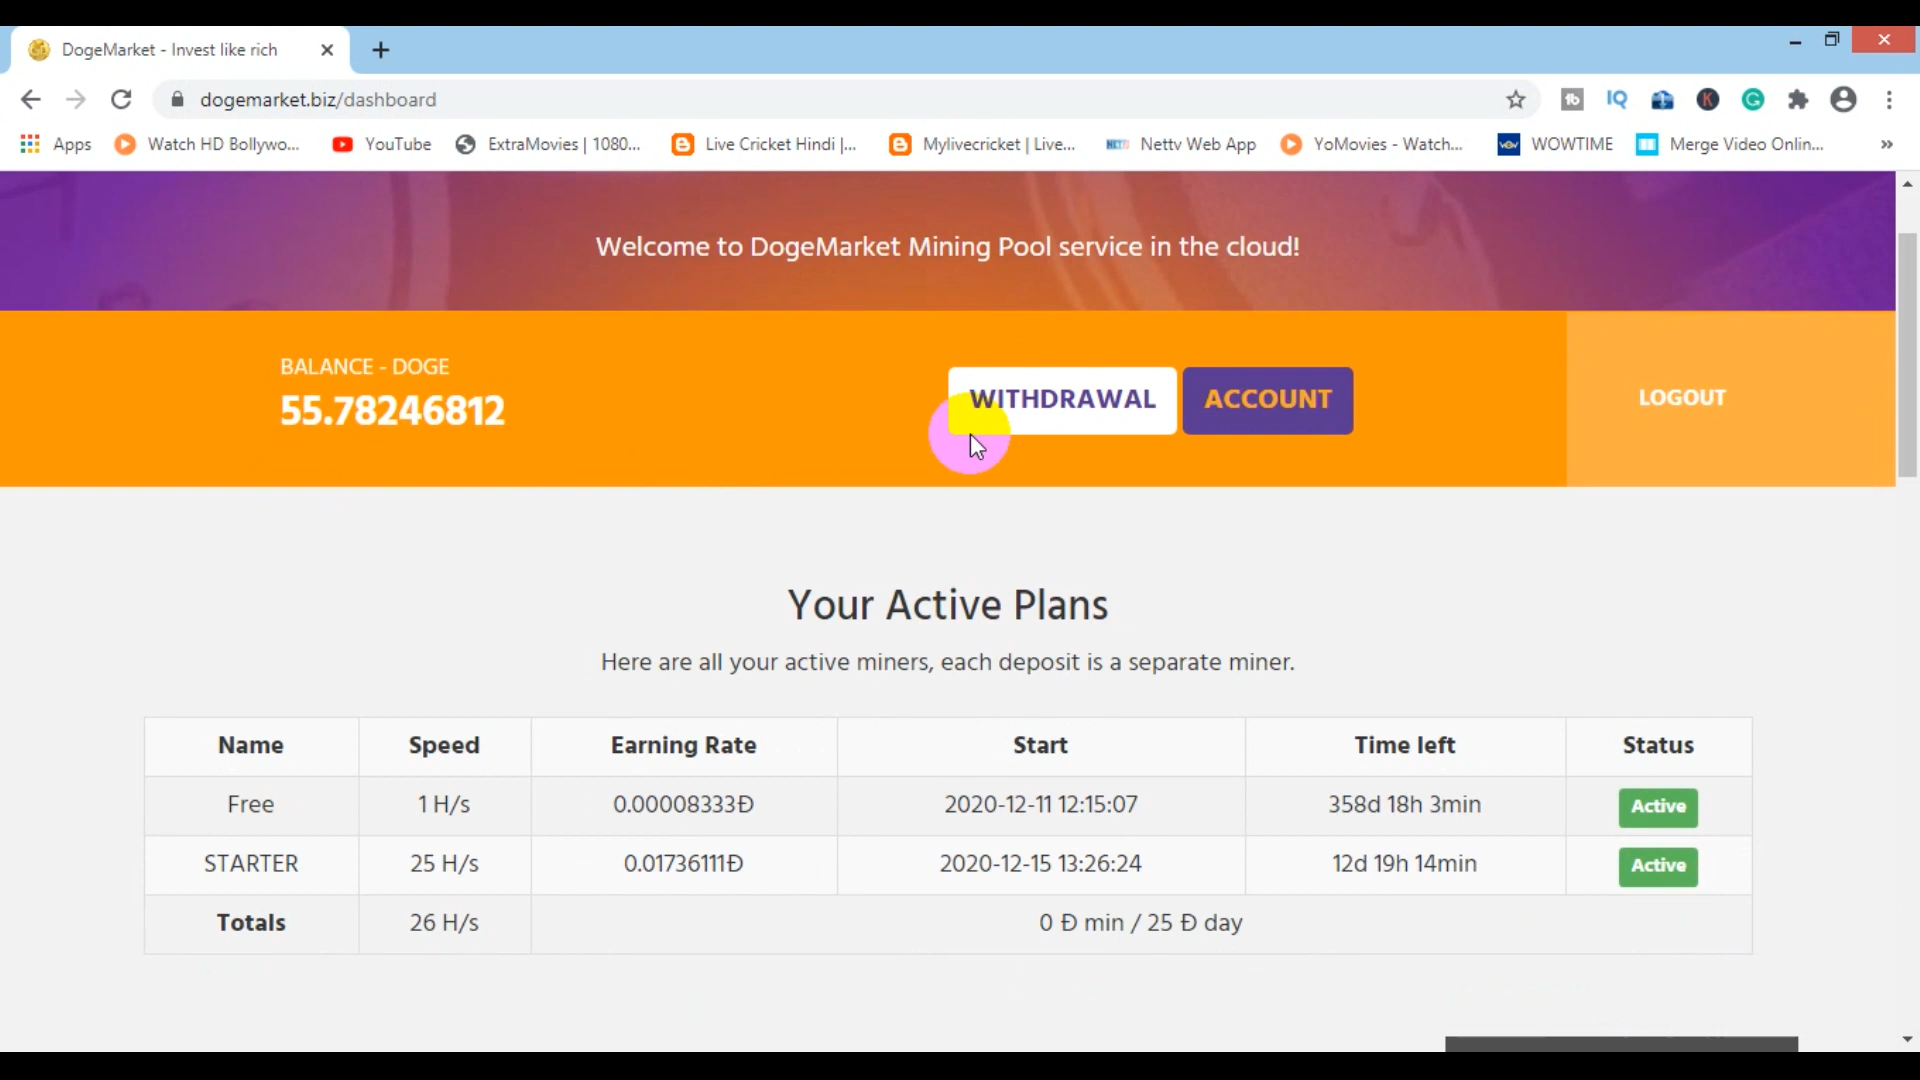 DogeMarket - Invest like rich
dogemarket.biz/dashboard
Apps
Watch HD Bollywo...
YouTube
ExtraMovies | 1080...
Live Cricket Hindi |...
Mylivecricket | Live...
Nettv Web App
YoMovies - Watch...
WOWTIME
Merge Video Onlin...
Welcome to DogeMarket Mining Pool service in the cloud!
BALANCE - DOGE
55.78246812
WITHDRAWAL
ACCOUNT
LOGOUT
Your Active Plans
Here are all your active miners, each deposit is a separate miner.
Name Speed Earning Rate Start Time left Status
Free 1 H/s 0.00008333Đ 2020-12-11 12:15:07 358d 18h 3min Active
STARTER 25 H/s 0.01736111Đ 2020-12-15 13:26:24 12d 19h 14min Active
Totals 26 H/s 0 Đ min / 25 Đ day